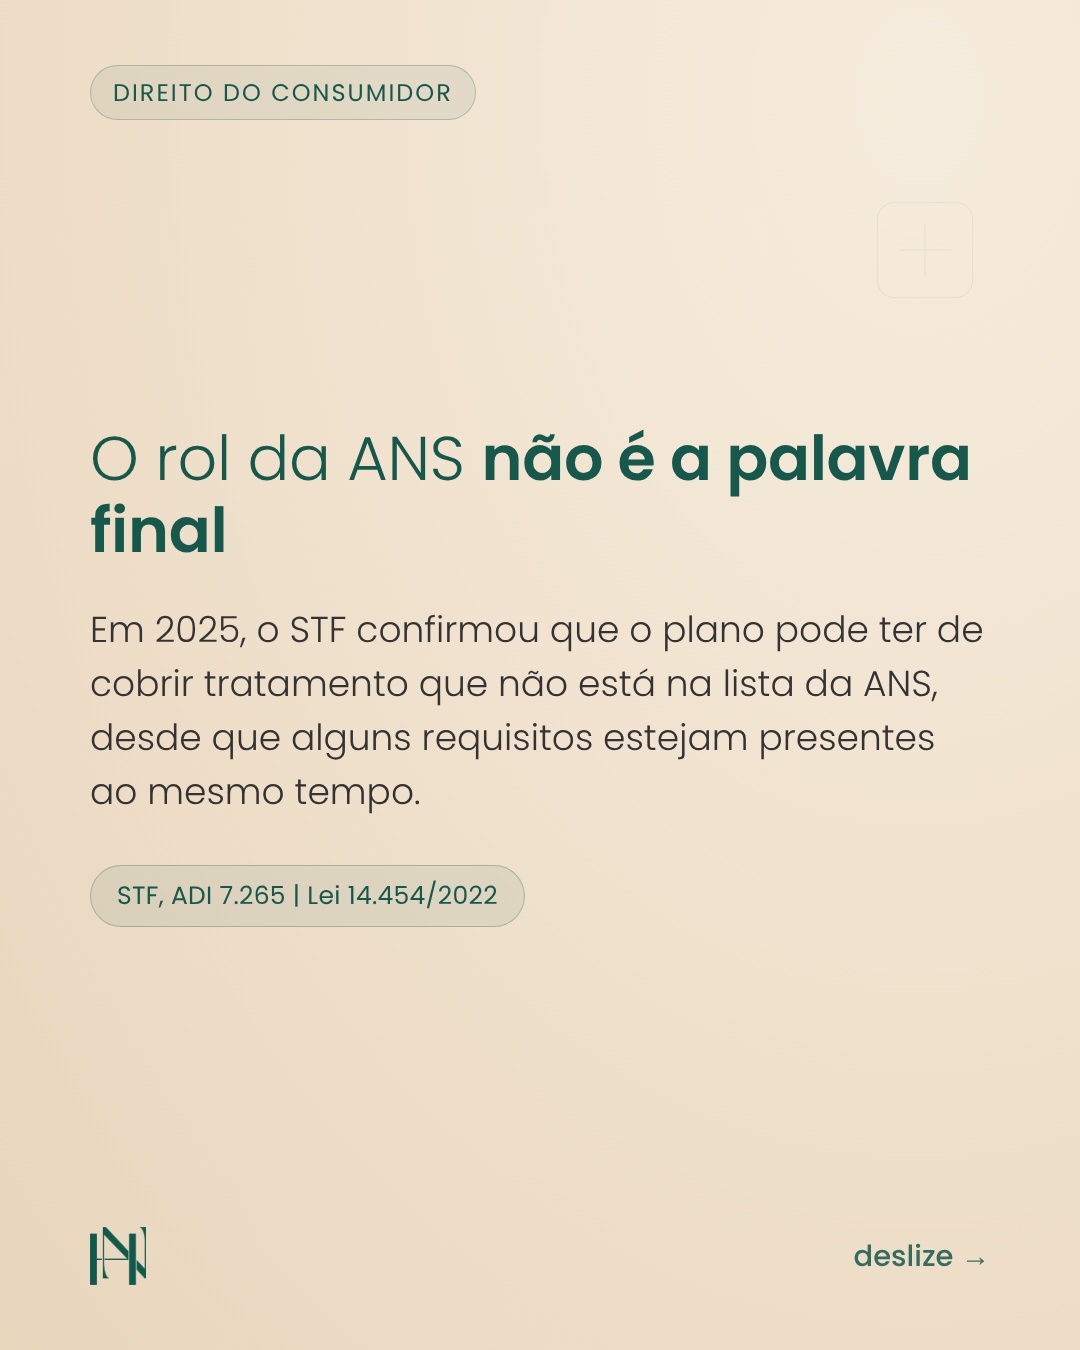 DIREITO DO CONSUMIDOR
O rol da ANS não é a palavra
final
Em 2025, o STF confirmou que o plano pode ter de
cobrir tratamento que não está na lista da ANS,
desde que alguns requisitos estejam presentes
ao mesmo tempo.
STF, ADI 7.265 | Lei 14.454/2022
deslize →